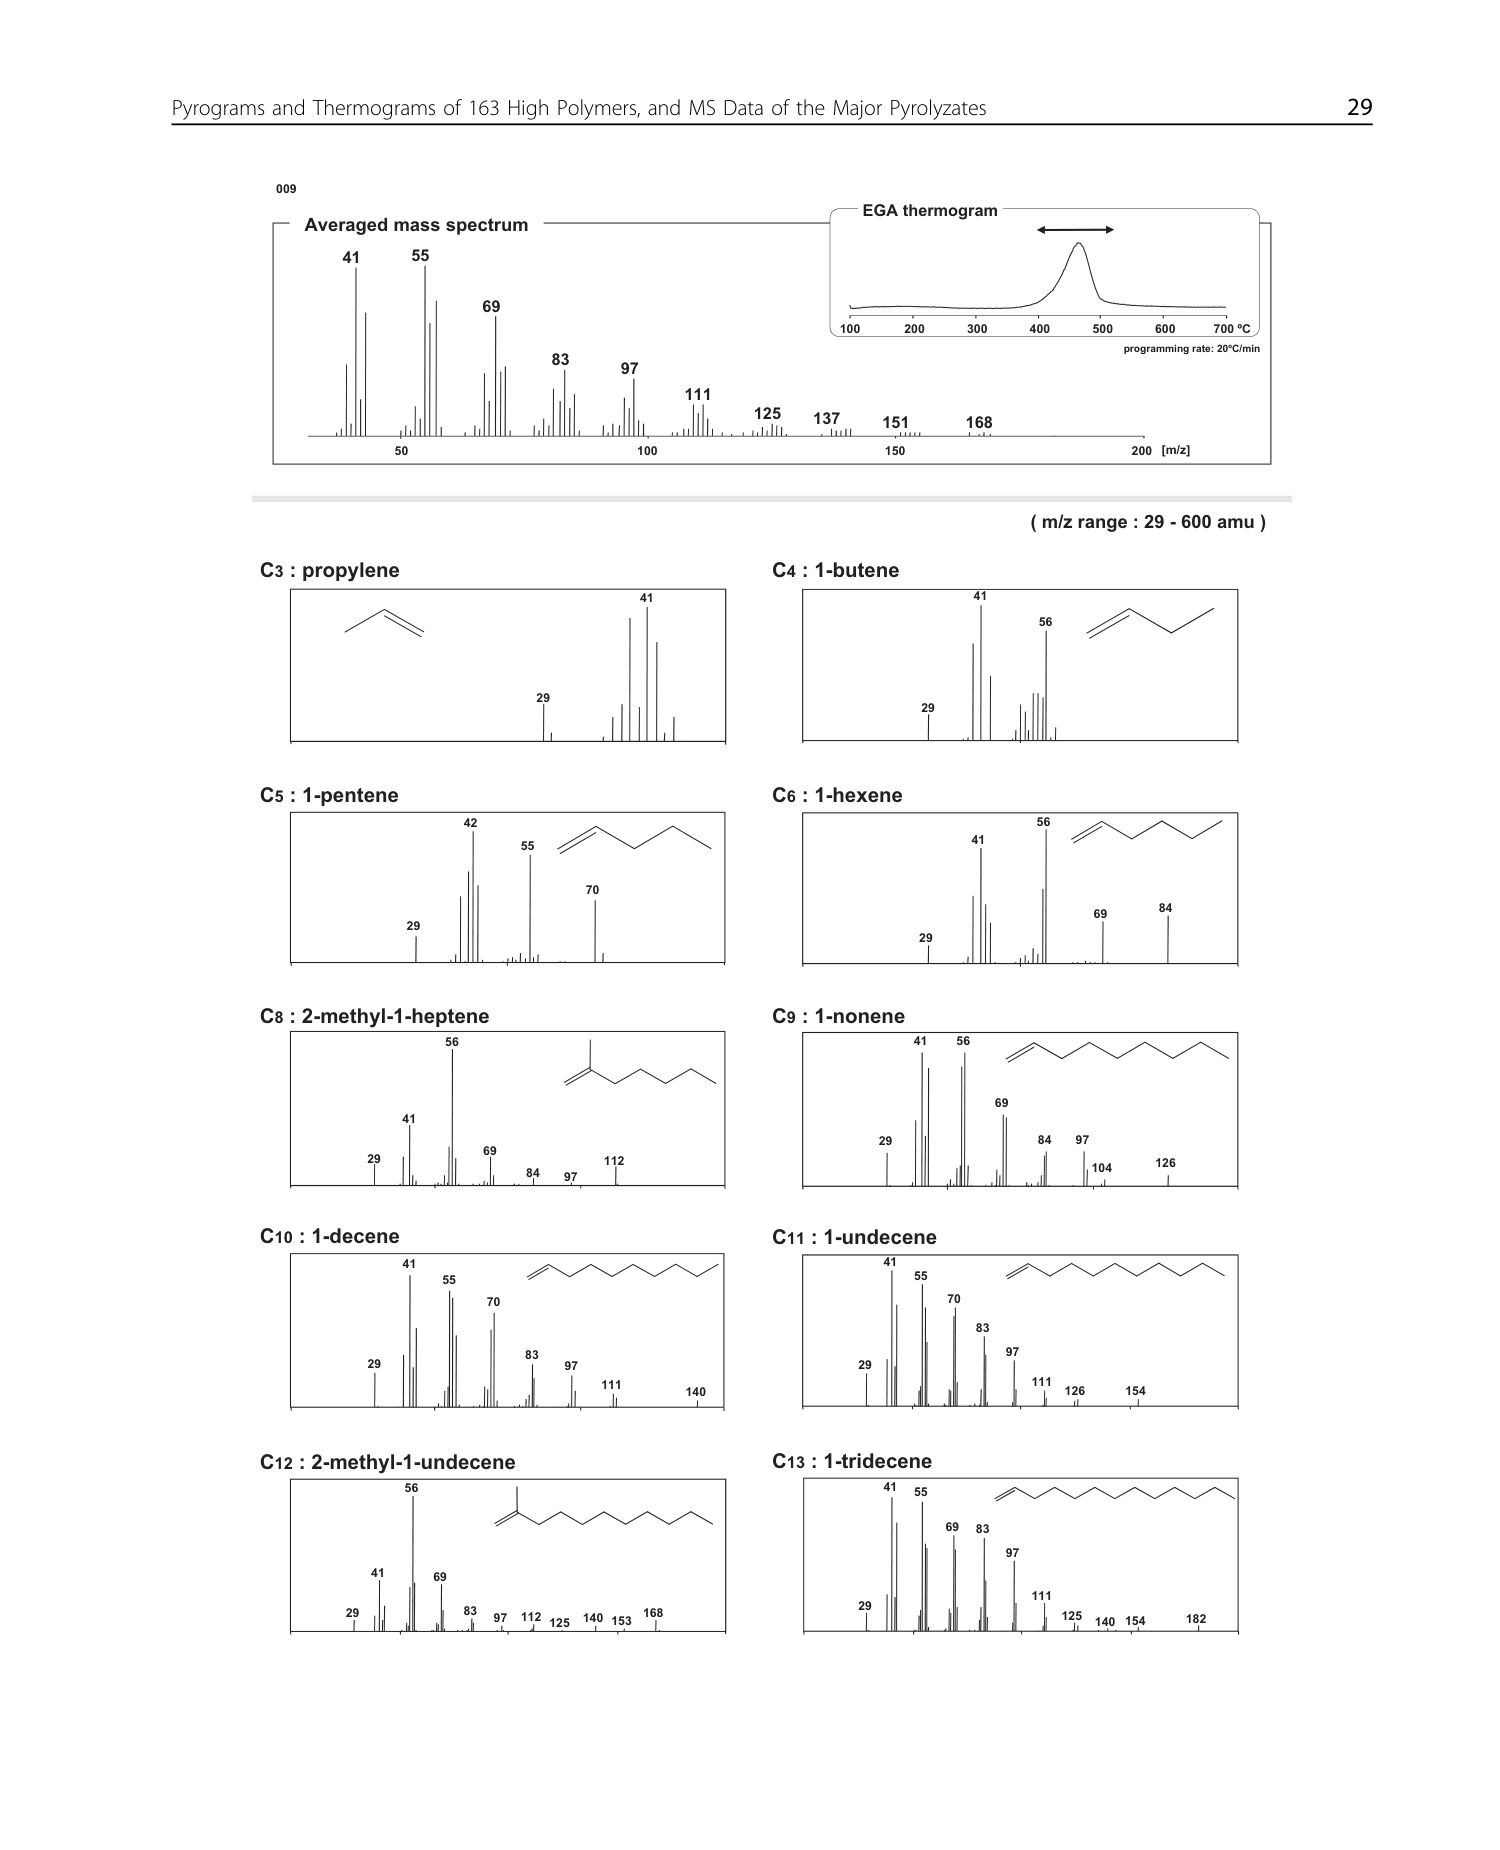 Pyrograms and Thermograms of 163 High Polymers, and MS Data of the Major Pyrolyzates 29
009
Averaged mass spectrum
EGA thermogram
41 55 69 83 97 111 125 137 151 168
100 200 300 400 500 600 700 ºC
programming rate: 20ºC/min
50 100 150 200 [m/z]
( m/z range : 29 - 600 amu )
C3 : propylene
29 41
C4 : 1-butene
29 41 56
C5 : 1-pentene
29 42 55 70
C6 : 1-hexene
29 41 56 69 84
C8 : 2-methyl-1-heptene
29 41 56 69 84 97 112
C9 : 1-nonene
29 41 56 69 84 97 104 126
C10 : 1-decene
29 41 55 70 83 97 111 140
C11 : 1-undecene
29 41 55 70 83 97 111 126 154
C12 : 2-methyl-1-undecene
29 41 56 69 83 97 112 125 140 153 168
C13 : 1-tridecene
29 41 55 69 83 97 111 125 140 154 182